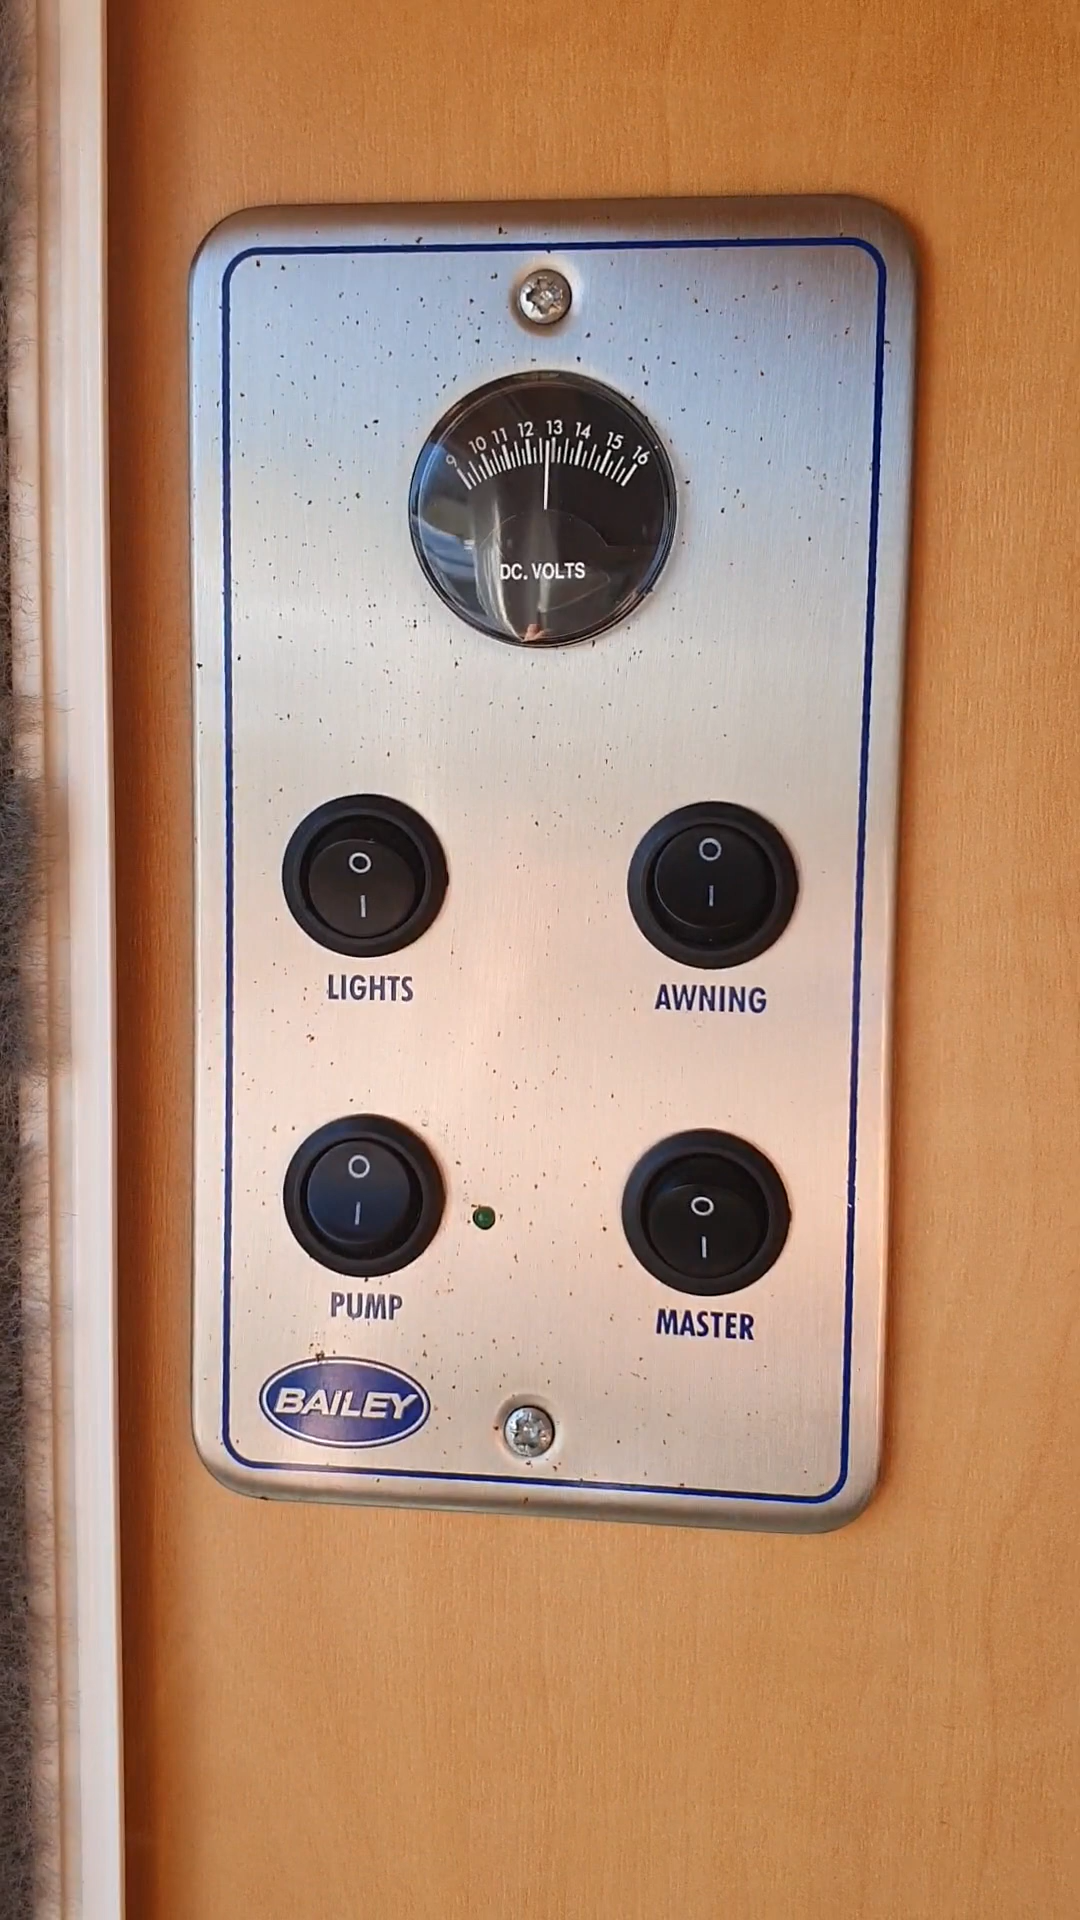 9 10 11 12 13 14 15 16
DC. VOLTS
O O
I I
LIGHTS AWNING
O O
I I
PUMP MASTER
BAILEY